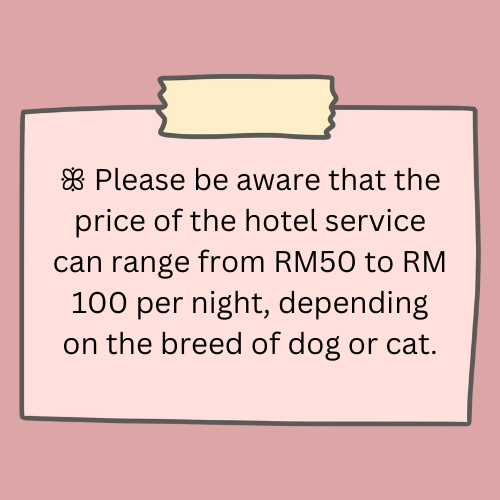 ꕥ Please be aware that the
price of the hotel service
can range from RM50 to RM
100 per night, depending
on the breed of dog or cat.